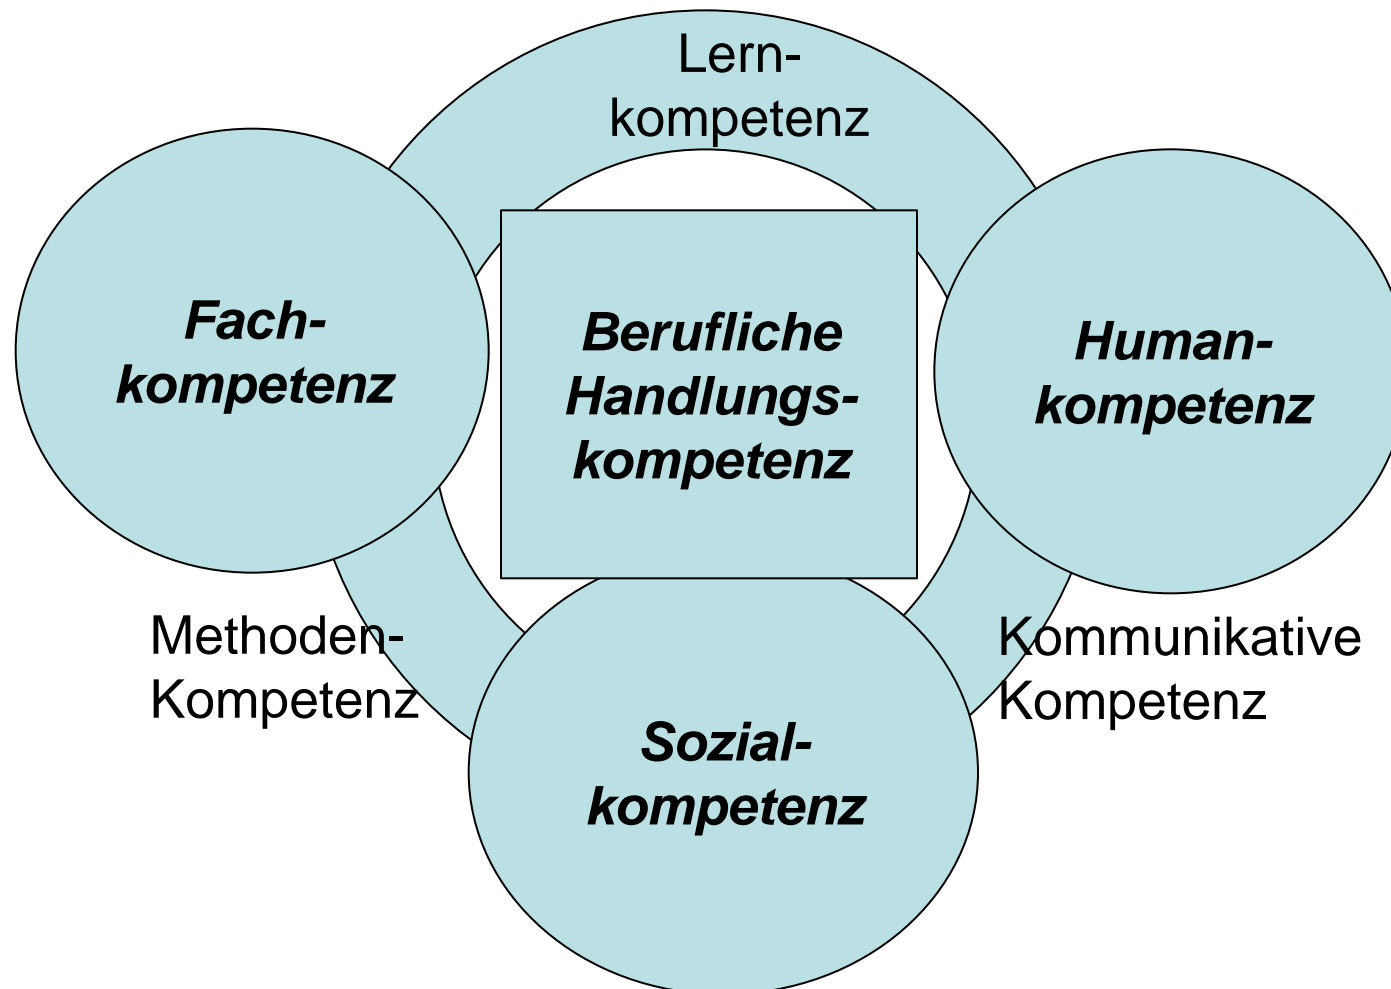 Lern-
kompetenz
Fach-
kompetenz
Berufliche
Handlungs-
kompetenz
Human-
kompetenz
Methoden-
Kompetenz
Kommunikative
Kompetenz
Sozial-
kompetenz